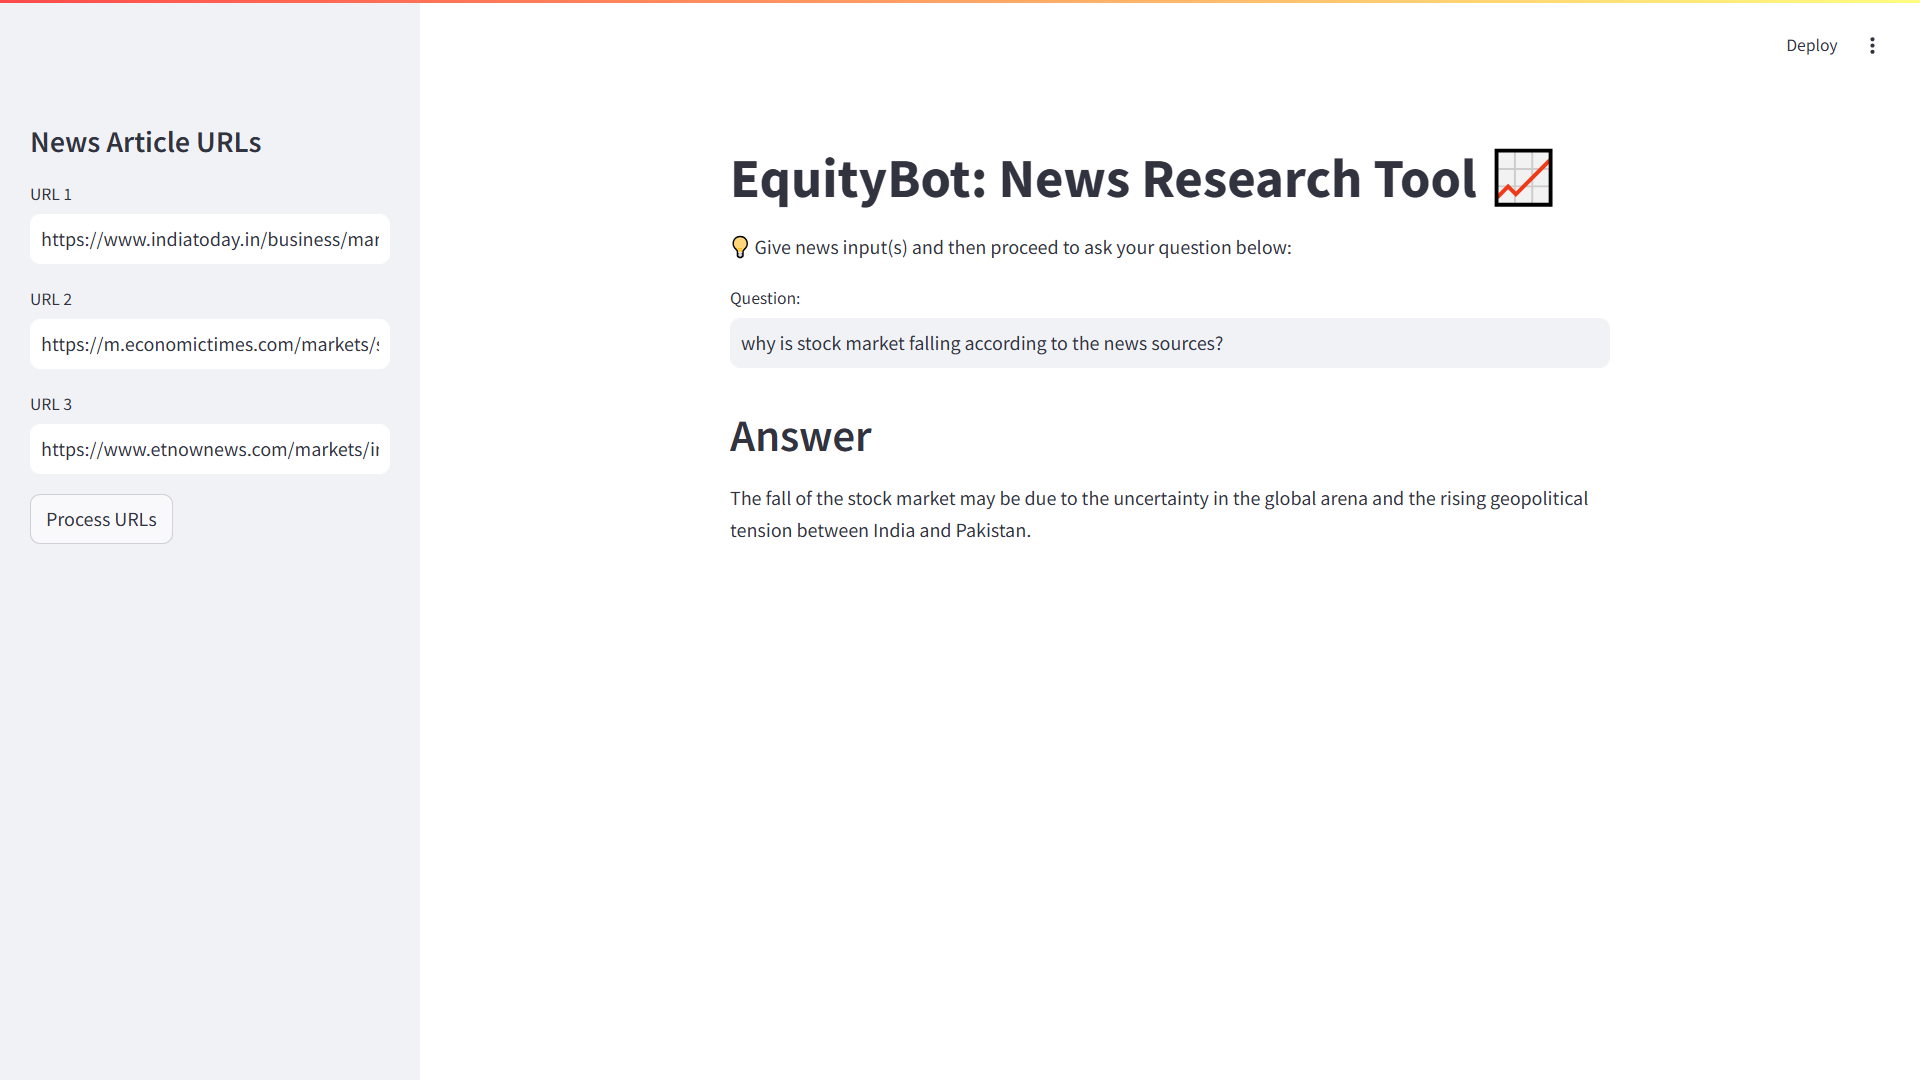 Deploy
News Article URLs
URL 1
https://www.indiatoday.in/business/mar
URL 2
https://m.economictimes.com/markets/s
URL 3
https://www.etnownews.com/markets/in
Process URLs
EquityBot: News Research Tool
Give news input(s) and then proceed to ask your question below:
Question:
why is stock market falling according to the news sources?
Answer
The fall of the stock market may be due to the uncertainty in the global arena and the rising geopolitical
tension between India and Pakistan.